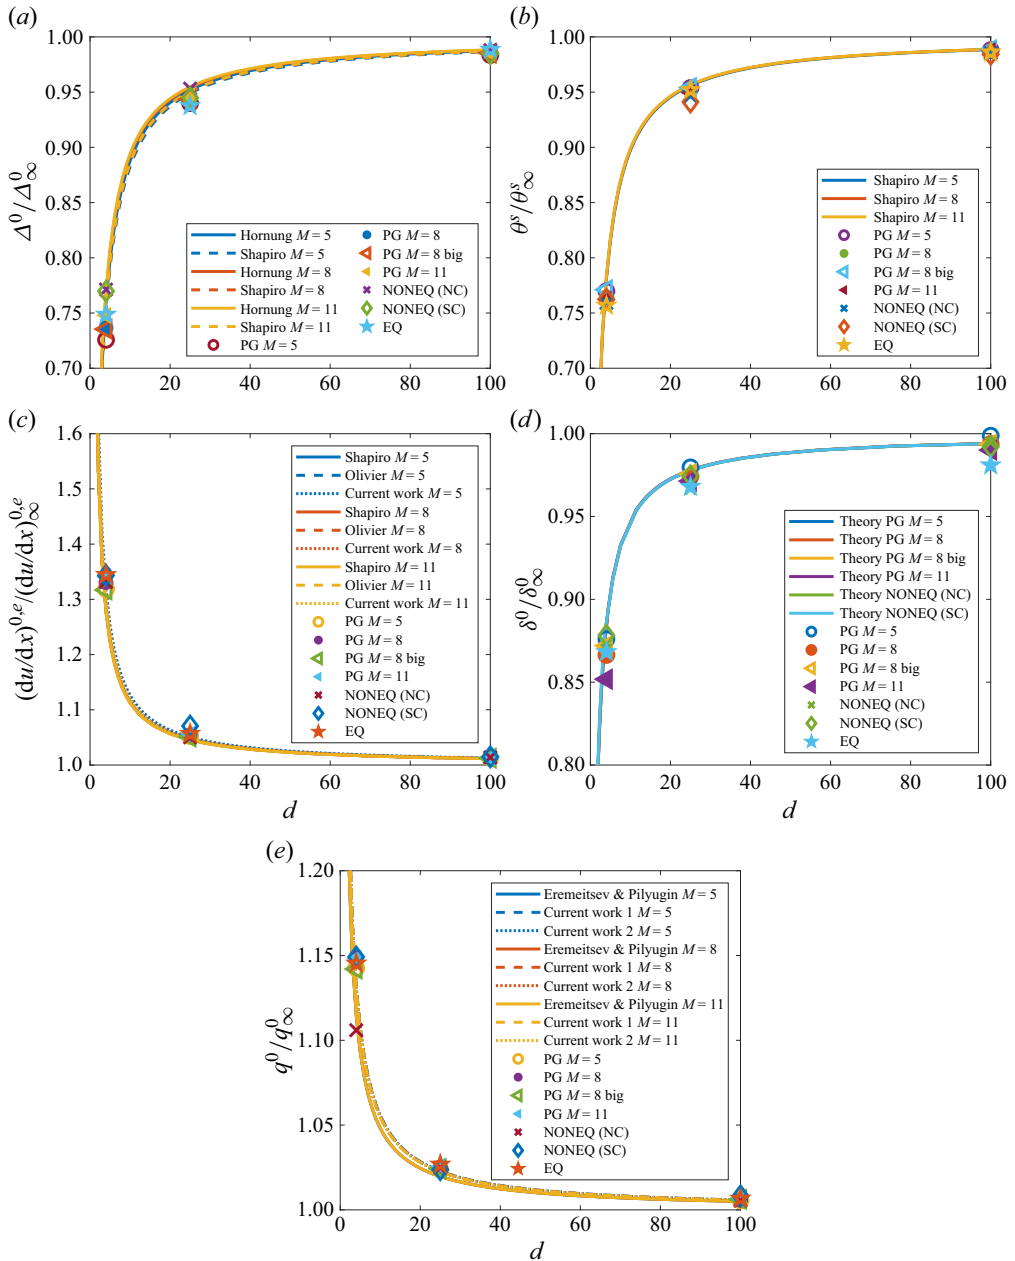 (a)
1.00
0.95
0.90
0.85
0.80
0.75
0.70
0 20 40 60 80 100
Δ⁰/Δ⁰∞
Hornung M = 5
Shapiro M = 5
Hornung M = 8
Shapiro M = 8
Hornung M = 11
Shapiro M = 11
PG M = 5
PG M = 8
PG M = 8 big
PG M = 11
NONEQ (NC)
NONEQ (SC)
EQ
(b)
1.00
0.95
0.90
0.85
0.80
0.75
0.70
0 20 40 60 80 100
θˢ/θˢ∞
Shapiro M = 5
Shapiro M = 8
Shapiro M = 11
PG M = 5
PG M = 8
PG M = 8 big
PG M = 11
NONEQ (NC)
NONEQ (SC)
EQ
(c)
1.6
1.5
1.4
1.3
1.2
1.1
1.0
0 20 40 60 80 100
d
(du/dx)⁰,ᵉ/(du/dx)⁰,ᵉ∞
Shapiro M = 5
Olivier M = 5
Current work M = 5
Shapiro M = 8
Olivier M = 8
Current work M = 8
Shapiro M = 11
Olivier M = 11
Current work M = 11
PG M = 5
PG M = 8
PG M = 8 big
PG M = 11
NONEQ (NC)
NONEQ (SC)
EQ
(d)
1.00
0.95
0.90
0.85
0.80
0 20 40 60 80 100
d
δ⁰/δ⁰∞
Theory PG M = 5
Theory PG M = 8
Theory PG M = 8 big
Theory PG M = 11
Theory NONEQ (NC)
Theory NONEQ (SC)
PG M = 5
PG M = 8
PG M = 8 big
PG M = 11
NONEQ (NC)
NONEQ (SC)
EQ
(e)
1.20
1.15
1.10
1.05
1.00
0 20 40 60 80 100
d
q⁰/q⁰∞
Eremeitsev & Pilyugin M = 5
Current work 1 M = 5
Current work 2 M = 5
Eremeitsev & Pilyugin M = 8
Current work 1 M = 8
Current work 2 M = 8
Eremeitsev & Pilyugin M = 11
Current work 1 M = 11
Current work 2 M = 11
PG M = 5
PG M = 8
PG M = 8 big
PG M = 11
NONEQ (NC)
NONEQ (SC)
EQ